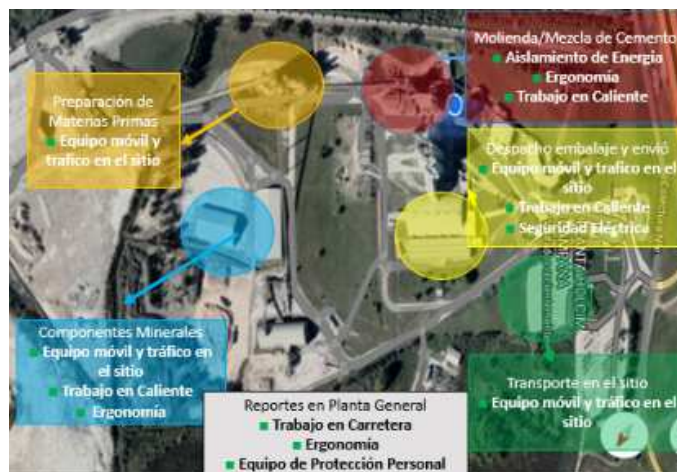 Molienda/Mezcla de Cemento
Aislamiento de Energía
Ergonomía
Trabajo en Caliente
Preparación de
Materias Primas
Equipo móvil y
trafico en el sitio
Despacho embalaje y envió
Equipo móvil y trafico en el
sitio
Trabajo en Caliente
Seguridad Eléctrica
Componentes Minerales
Equipo móvil y tráfico en
el sitio
Trabajo en Caliente
Ergonomía
Transporte en el sitio
Equipo móvil y tráfico en el
sitio
Reportes en Planta General
Trabajo en Carretera
Ergonomía
Equipo de Protección Personal